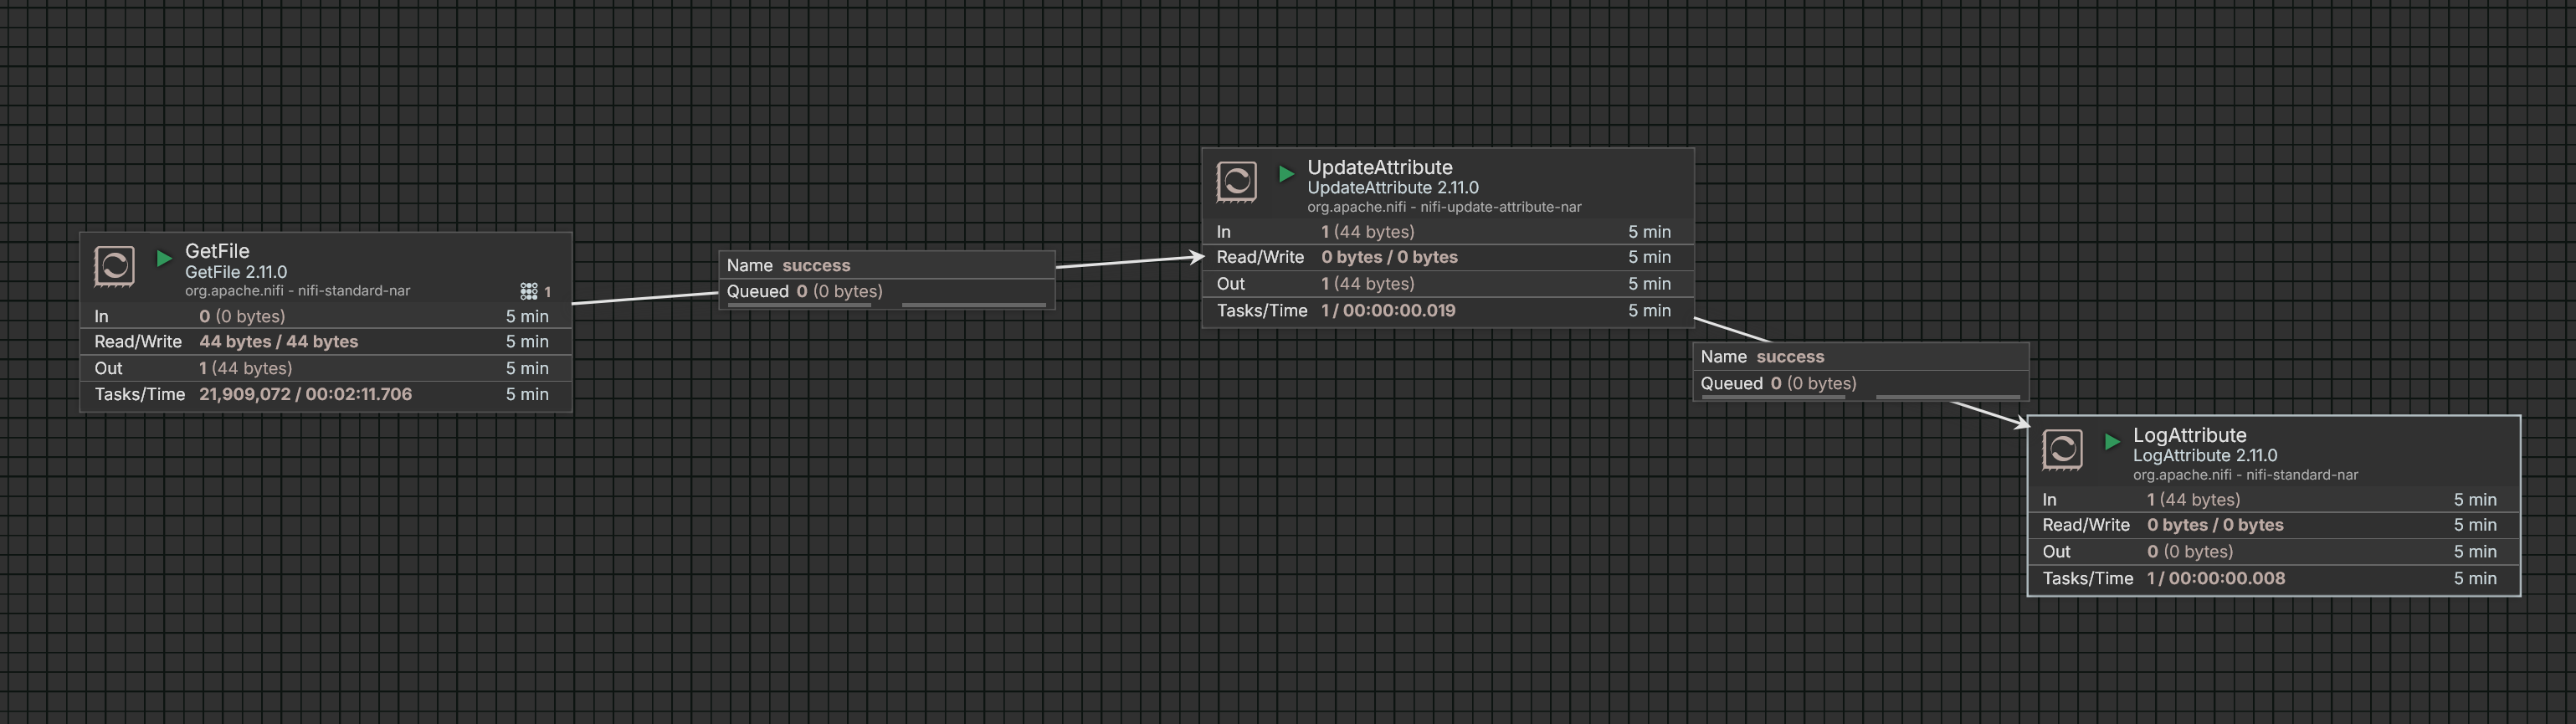 GetFile
GetFile 2.11.0
org.apache.nifi - nifi-standard-nar
1
In 0 (0 bytes) 5 min
Read/Write 44 bytes / 44 bytes 5 min
Out 1 (44 bytes) 5 min
Tasks/Time 21,909,072 / 00:02:11.706 5 min
Name success
Queued 0 (0 bytes)
UpdateAttribute
UpdateAttribute 2.11.0
org.apache.nifi - nifi-update-attribute-nar
In 1 (44 bytes) 5 min
Read/Write 0 bytes / 0 bytes 5 min
Out 1 (44 bytes) 5 min
Tasks/Time 1 / 00:00:00.019 5 min
Name success
Queued 0 (0 bytes)
LogAttribute
LogAttribute 2.11.0
org.apache.nifi - nifi-standard-nar
In 1 (44 bytes) 5 min
Read/Write 0 bytes / 0 bytes 5 min
Out 0 (0 bytes) 5 min
Tasks/Time 1 / 00:00:00.008 5 min